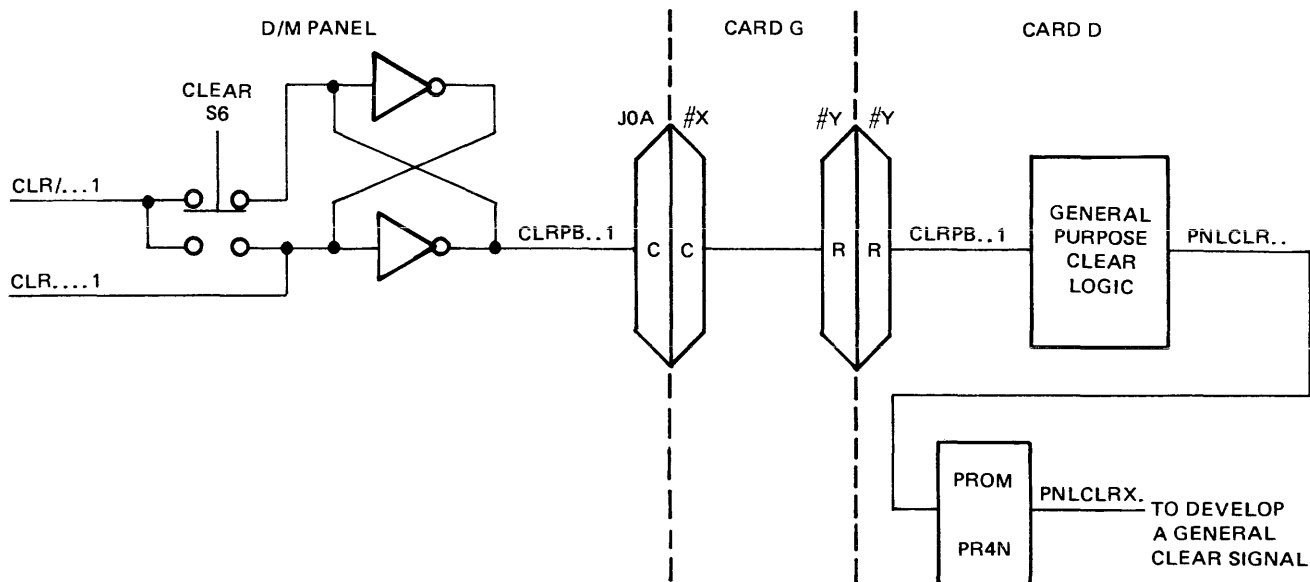 D/M PANEL
CARD G
CARD D
CLEAR
S6
J0A
#X
#Y
#Y
CLR/...1
CLR....1
CLRPB..1
C
C
R
R
CLRPB..1
GENERAL
PURPOSE
CLEAR
LOGIC
PNLCLR..
PROM
PR4N
PNLCLRX.
TO DEVELOP
A GENERAL
CLEAR SIGNAL